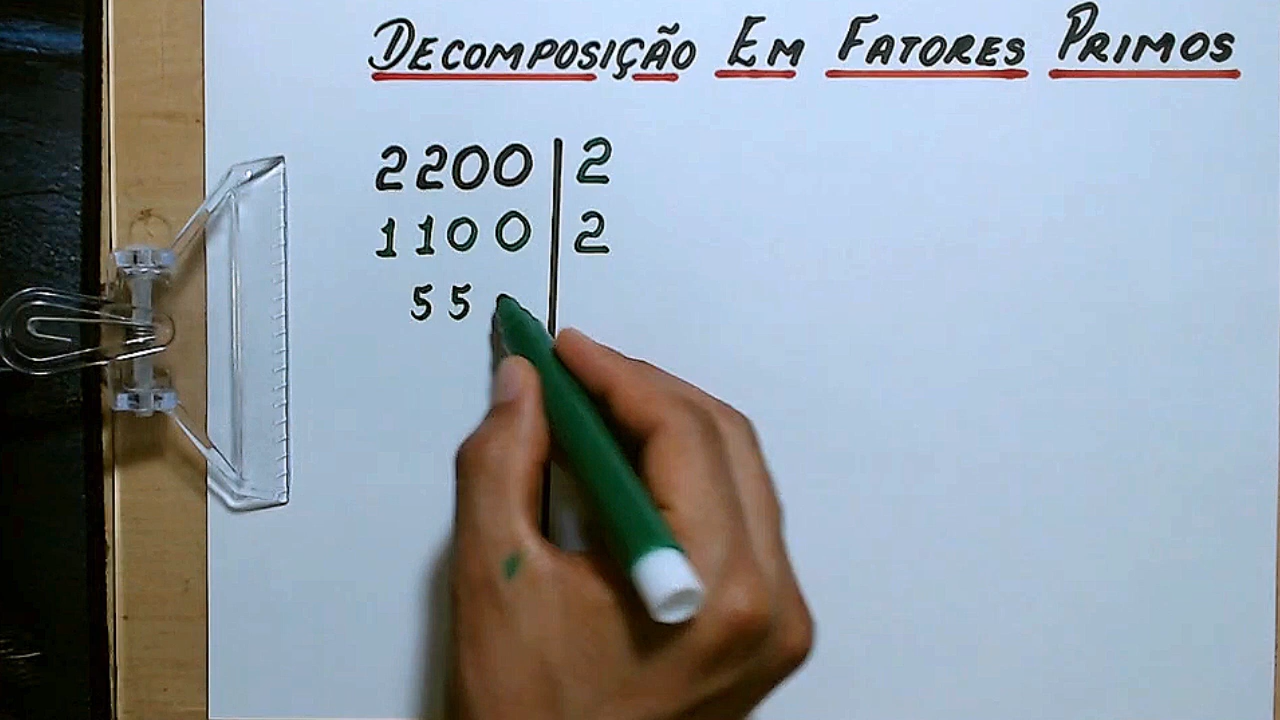 DECOMPOSIÇÃO EM FATORES PRIMOS
2200 | 2
1100 | 2
55